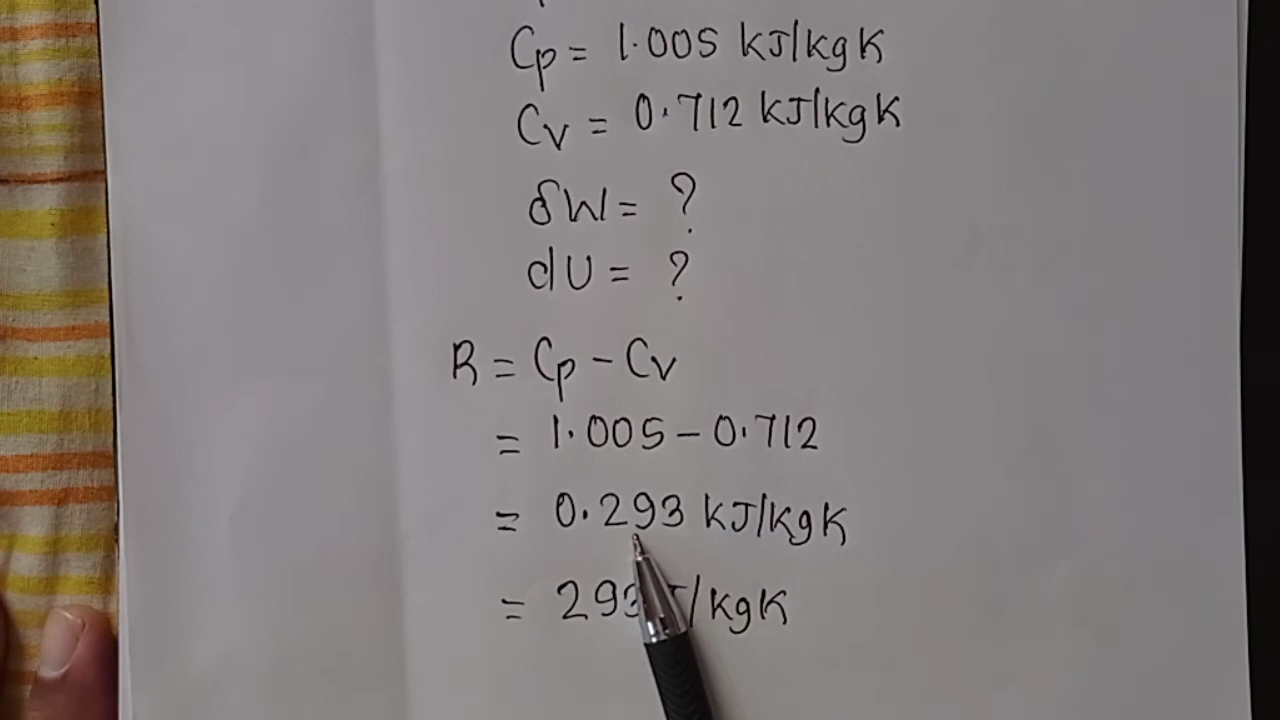 Cp = 1.005 kJ/kgK
Cv = 0.712 kJ/kgK
δW = ?
dU = ?
R = Cp - Cv
= 1.005 - 0.712
= 0.293 kJ/kgK
= 293 J/kgK